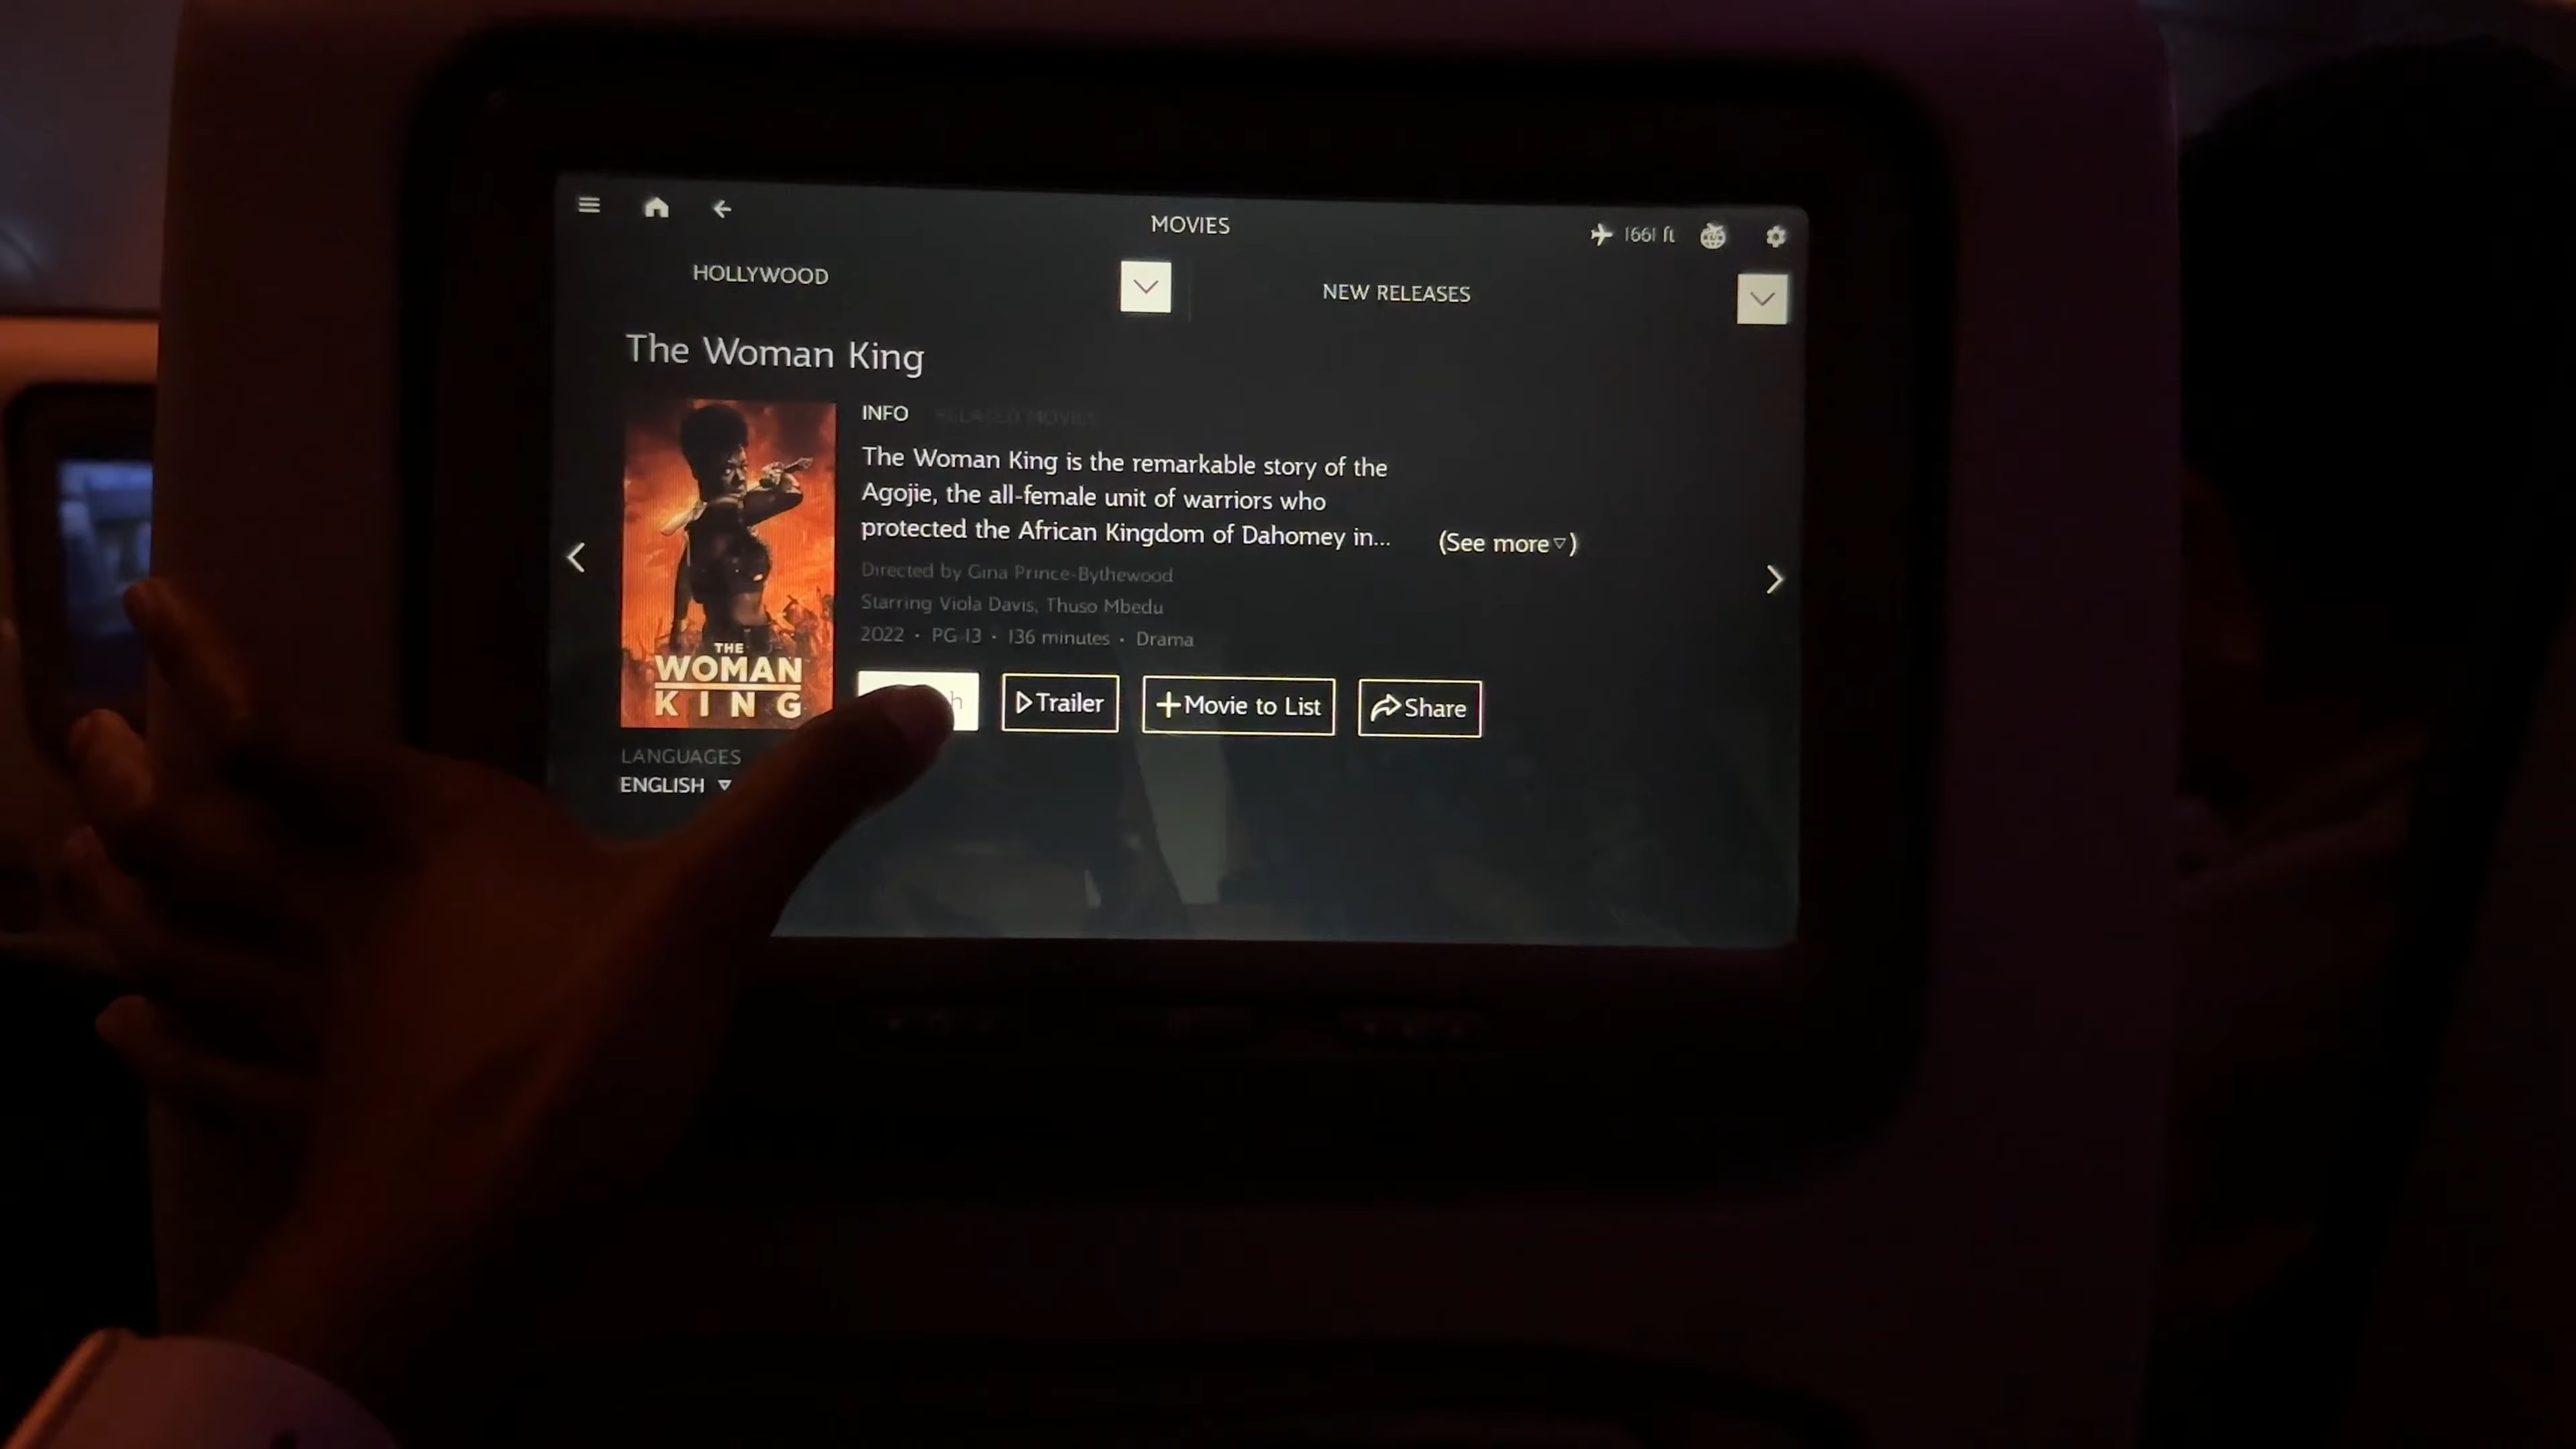 MOVIES
1661 ft
HOLLYWOOD
NEW RELEASES
The Woman King
INFO RELATED MOVIES
The Woman King is the remarkable story of the
Agojie, the all-female unit of warriors who
protected the African Kingdom of Dahomey in...
(See more▿)
Directed by Gina Prince-Bythewood
Starring Viola Davis, Thuso Mbedu
2022 • PG-13 • 136 minutes • Drama
THE
WOMAN
KING
Trailer
+Movie to List
Share
LANGUAGES
ENGLISH